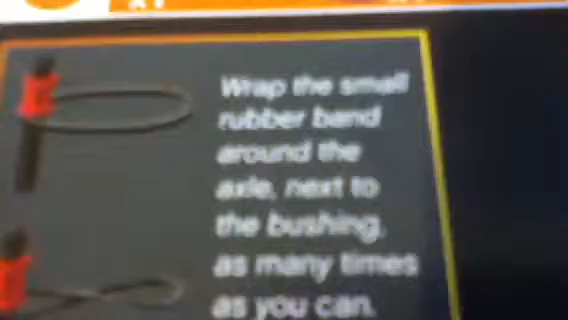 Wrap the small
rubber band
around the
axle, next to
the bushing,
as many times
as you can.